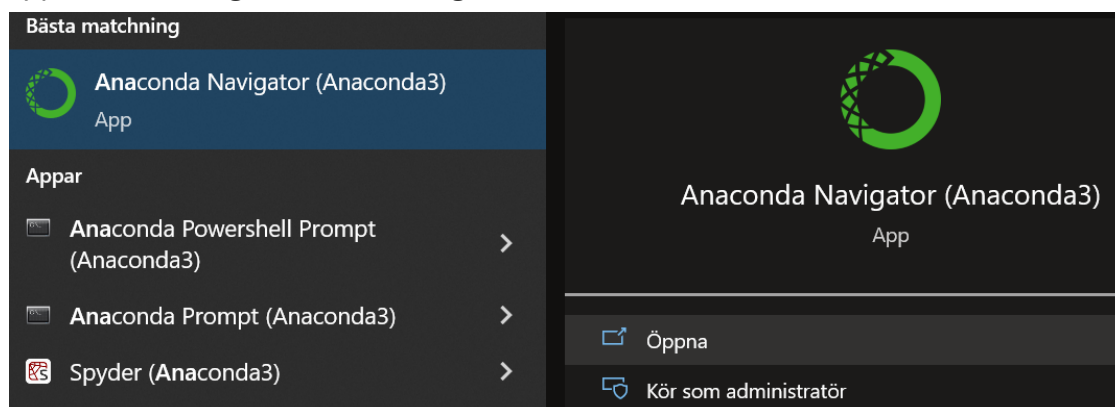 Bästa matchning
Anaconda Navigator (Anaconda3)
App
Appar
Anaconda Powershell Prompt
(Anaconda3)
Anaconda Prompt (Anaconda3)
Spyder (Anaconda3)
Anaconda Navigator (Anaconda3)
App
Öppna
Kör som administratör